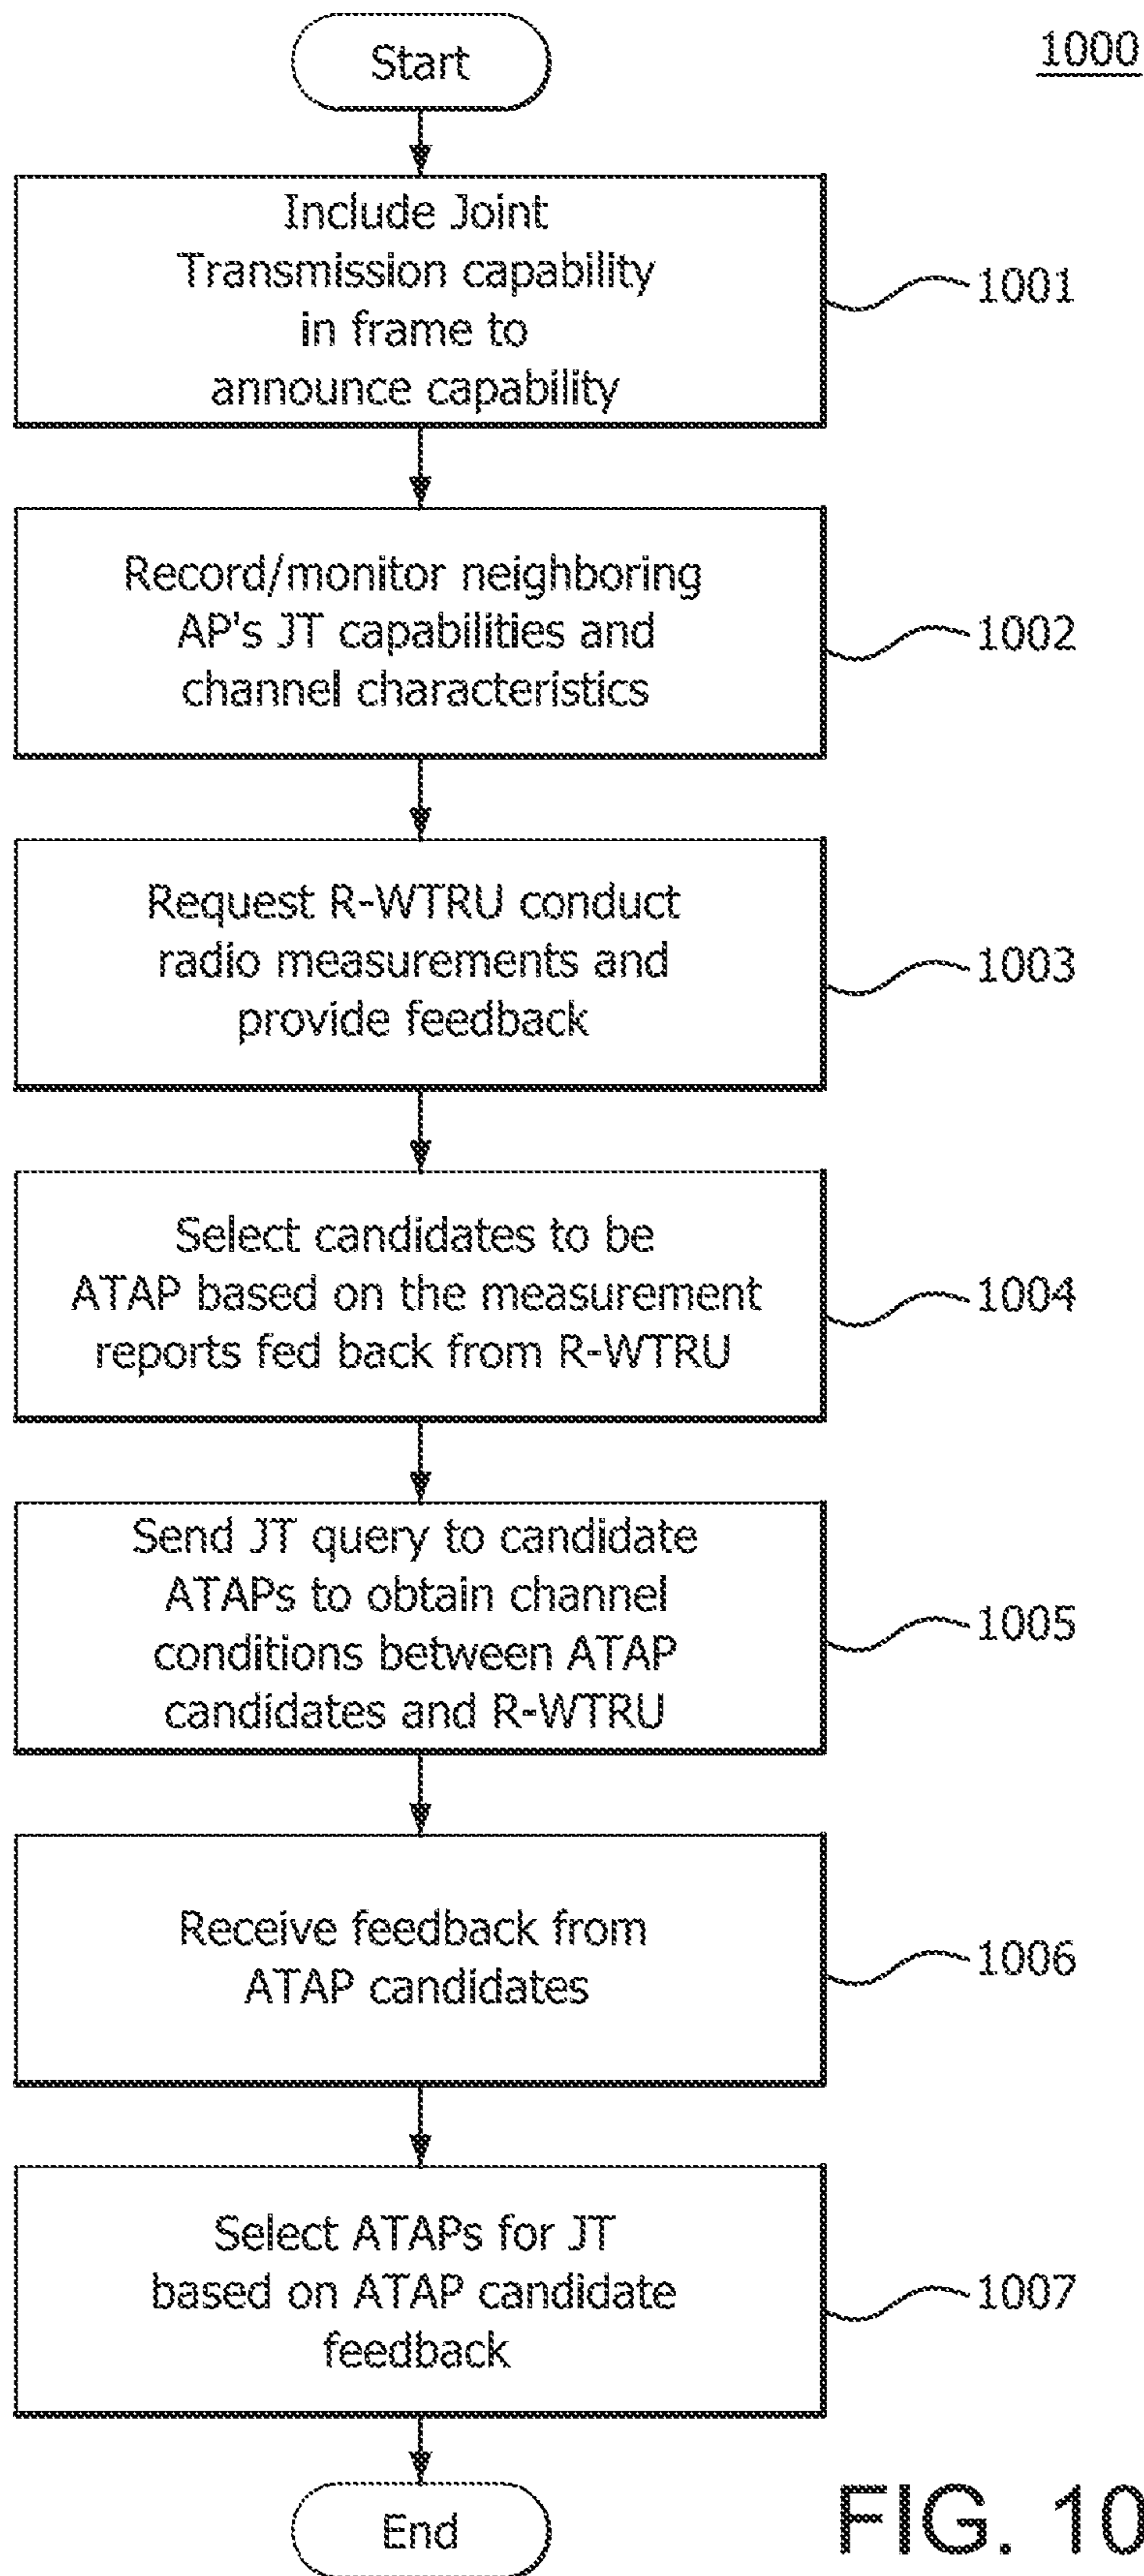 Start
1000
Include Joint
Transmission capability
in frame to
announce capability
1001
Record/monitor neighboring
AP's JT capabilities and
channel characteristics
1002
Request R-WTRU conduct
radio measurements and
provide feedback
1003
Select candidates to be
ATAP based on the measurement
reports fed back from R-WTRU
1004
Send JT query to candidate
ATAPs to obtain channel
conditions between ATAP
candidates and R-WTRU
1005
Receive feedback from
ATAP candidates
1006
Select ATAPs for JT
based on ATAP candidate
feedback
1007
End
FIG. 10